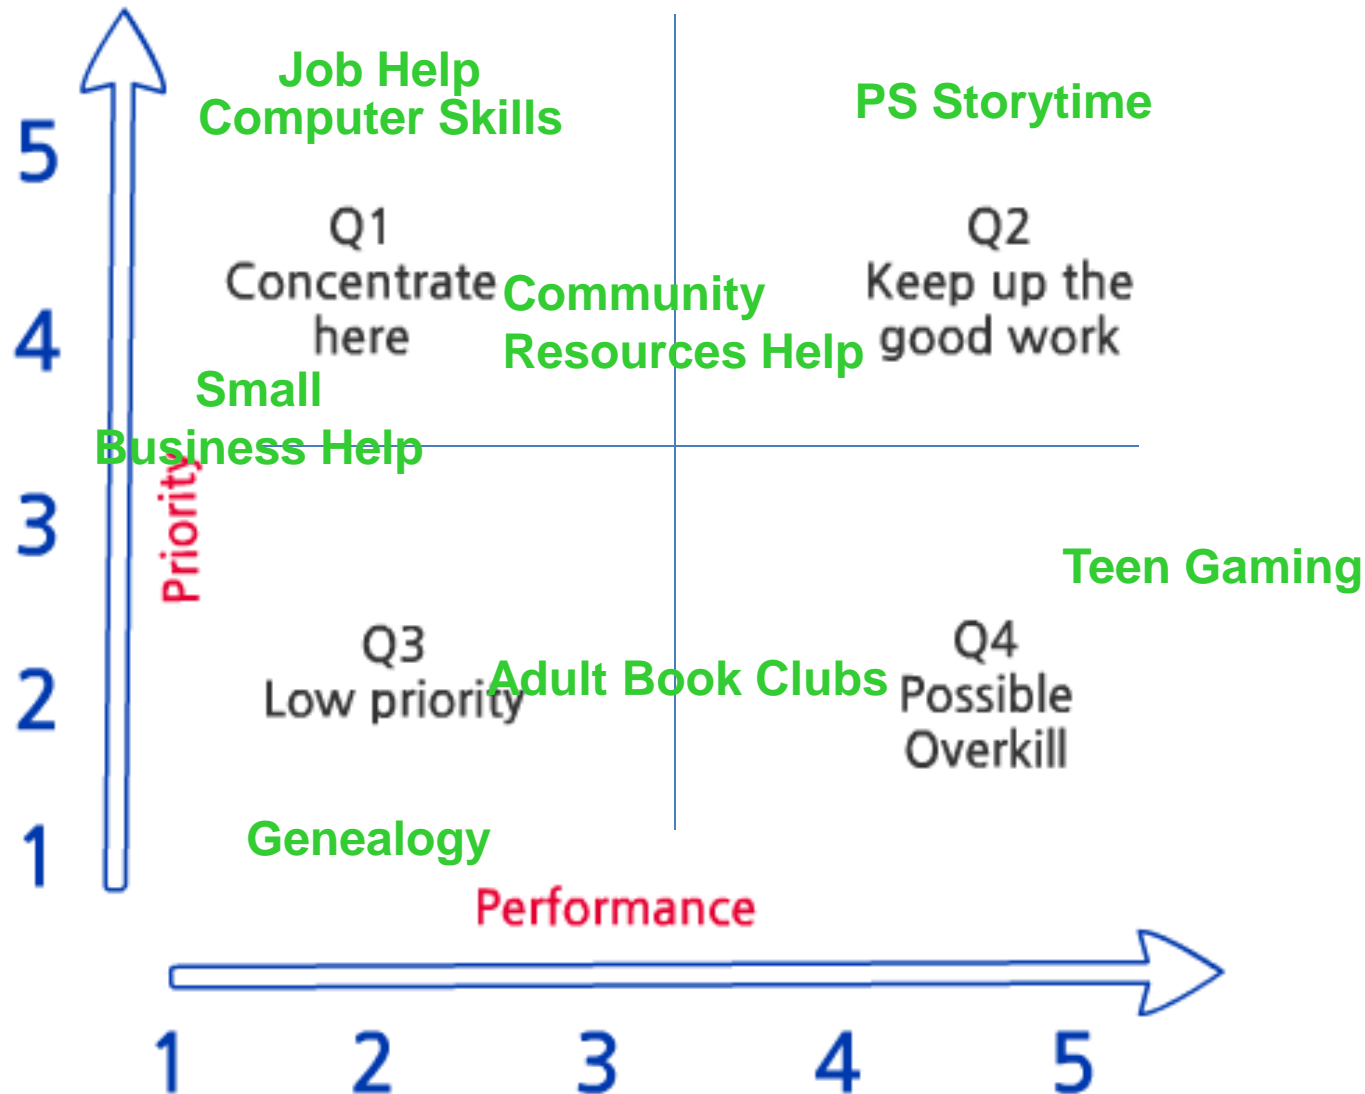 Job Help
Computer Skills
PS Storytime
5
Q1
Concentrate
here
Q2
Keep up the
good work
Community
Resources Help
4
Small
Business Help
Priority
3
Teen Gaming
Q3
Low priority
Adult Book Clubs
Q4
Possible
Overkill
2
1
Genealogy
Performance
1 2 3 4 5